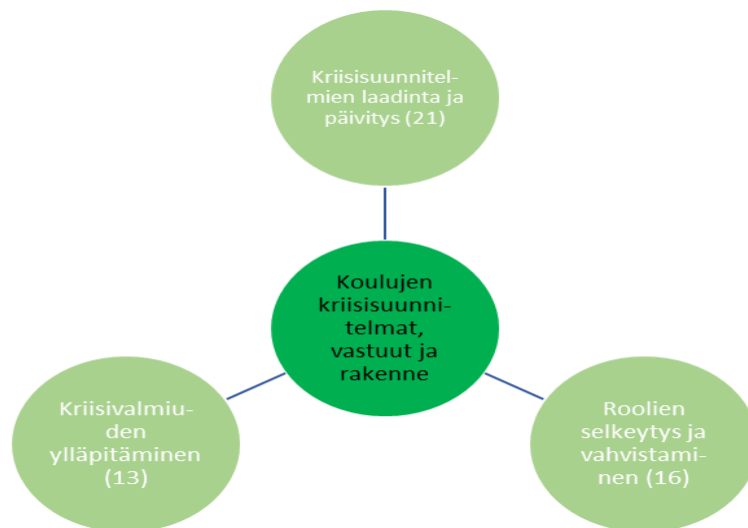 Kriisisuunnitel-
mien laadinta ja
päivitys (21)
Koulujen
kriisisuunni-
telmat,
vastuut ja
rakenne
Kriisivalmiu-
den
ylläpitäminen
(13)
Roolien
selkeytys ja
vahvistami-
nen (16)